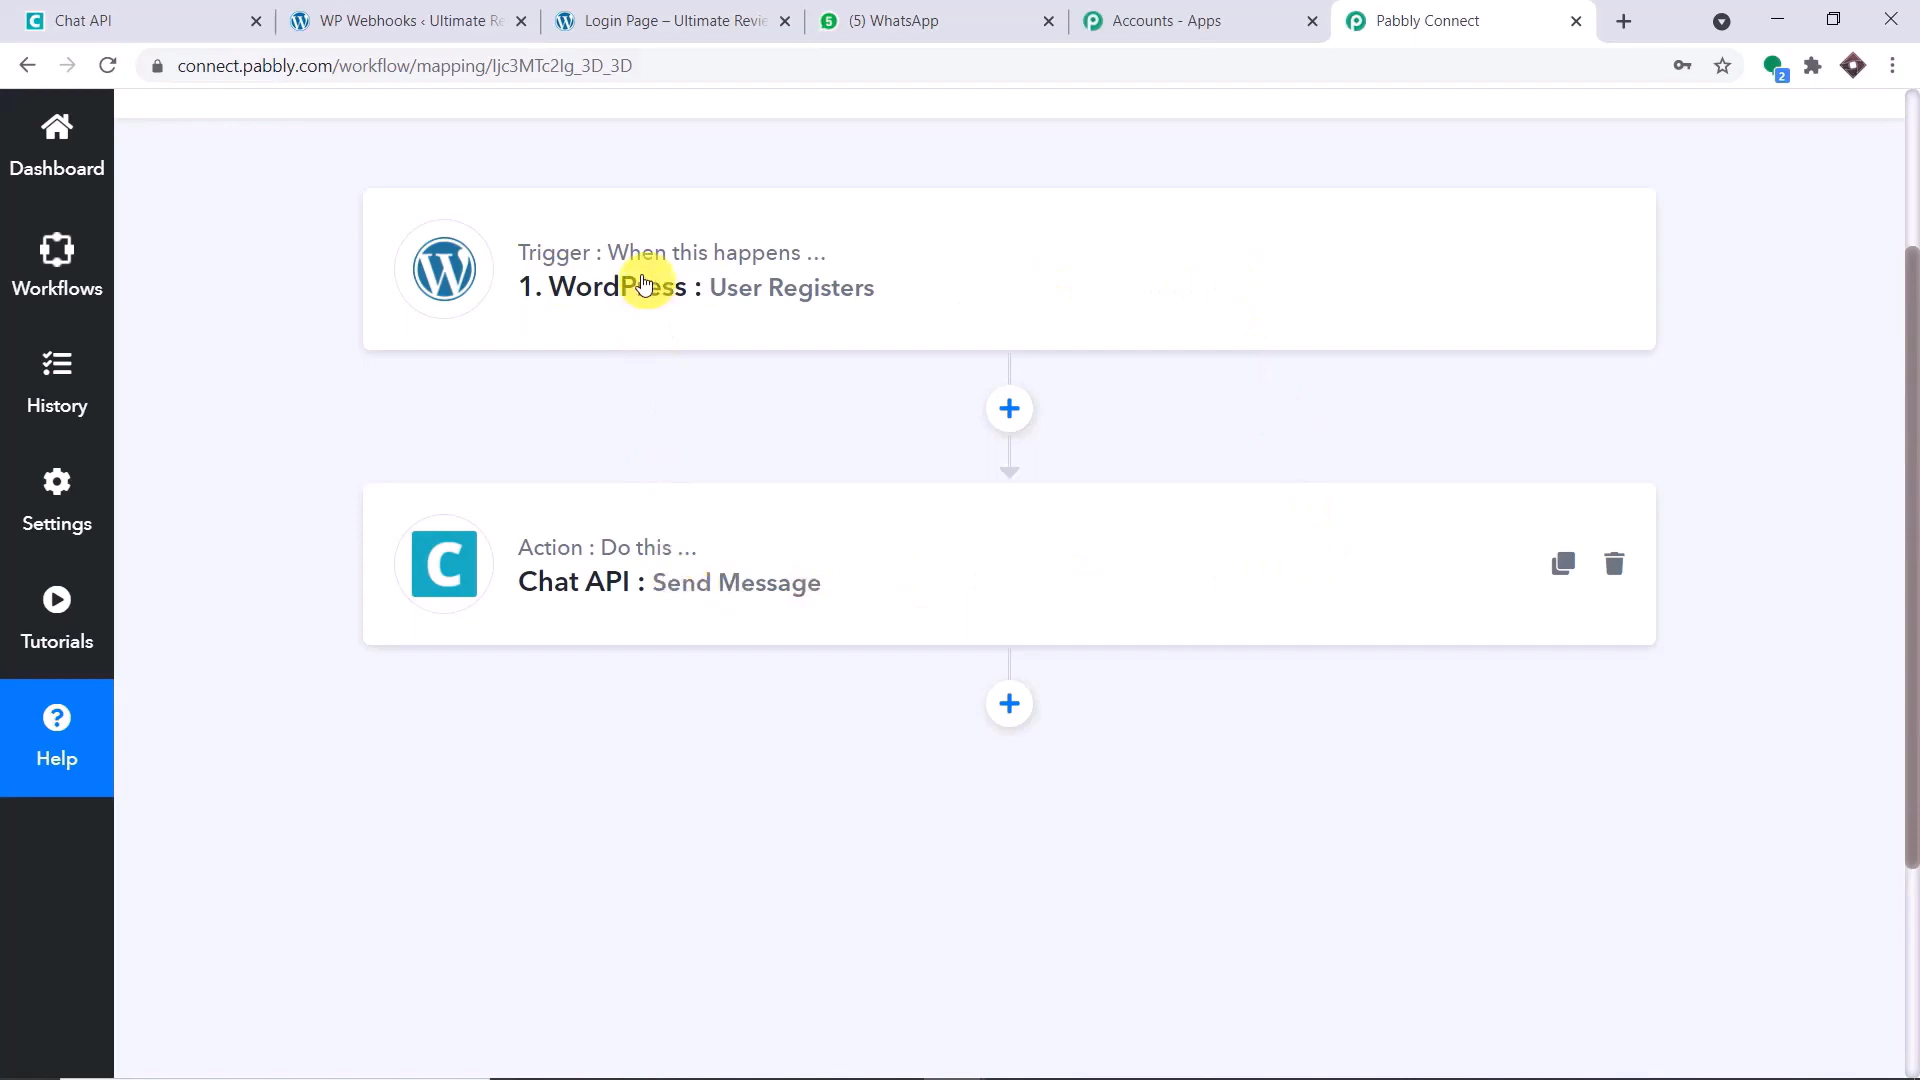 Chat API
WP Webhooks ‹ Ultimate Re
Login Page – Ultimate Revie
5
(5) WhatsApp
Accounts - Apps
Pabbly Connect
connect.pabbly.com/workflow/mapping/Ijc3MTc2Ig_3D_3D
2
Dashboard
Workflows
History
Settings
Tutorials
Help
Trigger : When this happens ...
1. WordPress : User Registers
C
Action : Do this ...
Chat API : Send Message